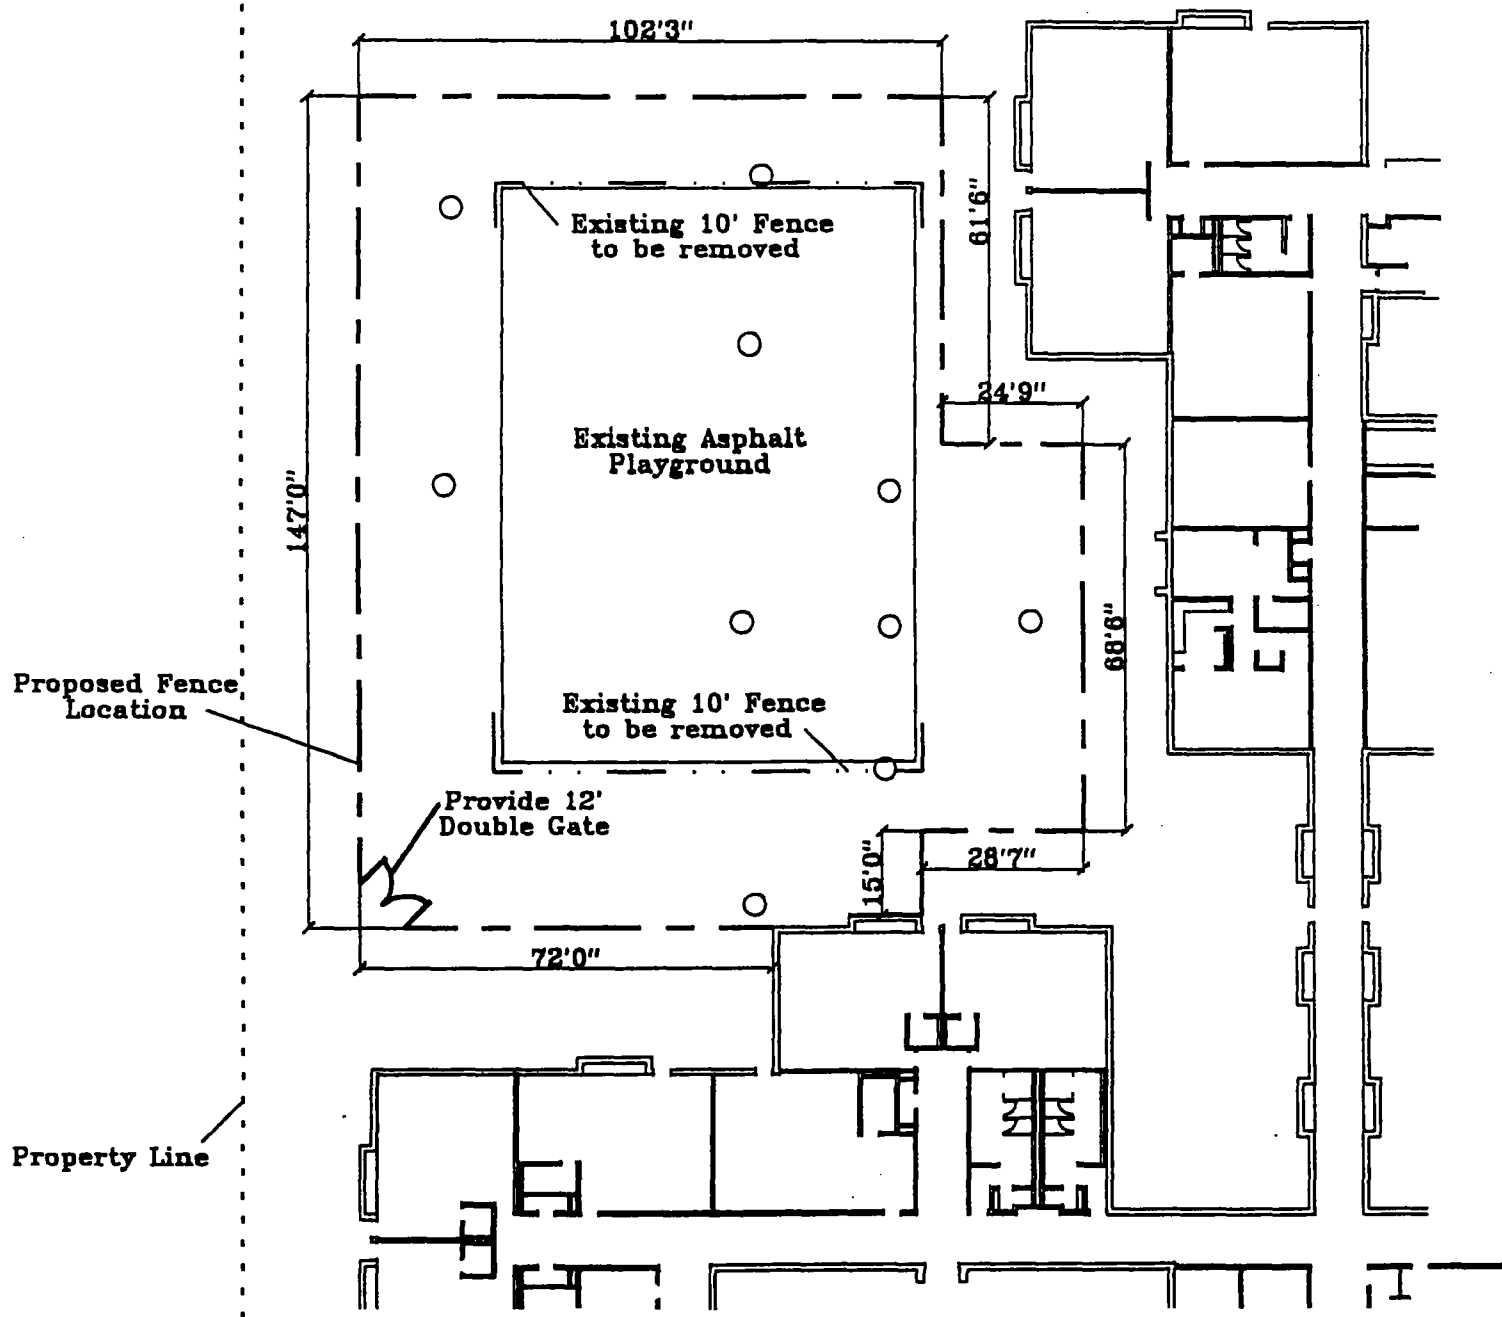 102'3"
61'6"
Existing 10' Fence
to be removed
24'9"
Existing Asphalt
Playground
147'0"
68'6"
Proposed Fence
Location
Existing 10' Fence
to be removed
Provide 12'
Double Gate
15'0"
28'7"
72'0"
Property Line